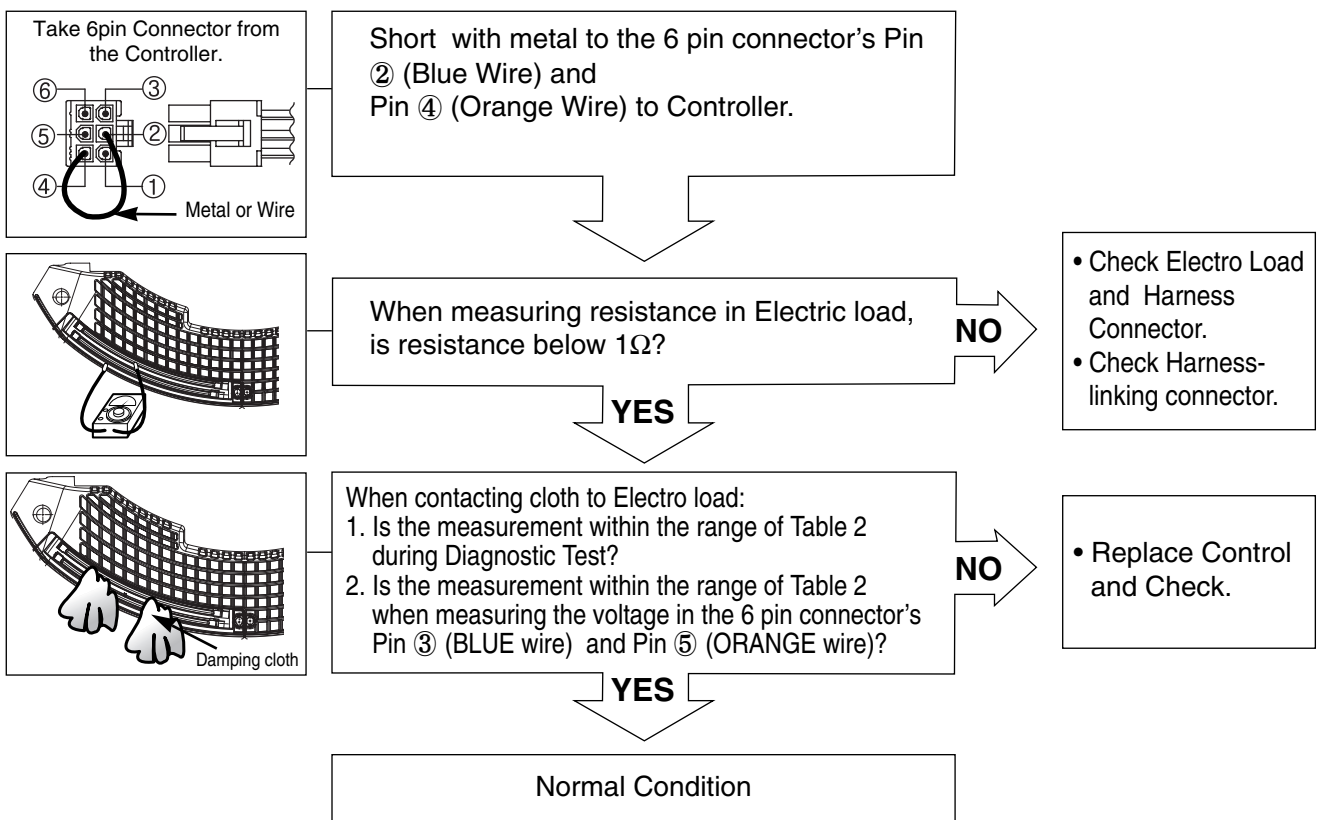 Take 6pin Connector from
the Controller.
⑥
③
⑤
②
④
①
Metal or Wire
Short with metal to the 6 pin connector's Pin
② (Blue Wire) and
Pin ④ (Orange Wire) to Controller.
When measuring resistance in Electric load,
is resistance below 1Ω?
NO
• Check Electro Load
and Harness
Connector.
• Check Harness-
linking connector.
YES
Damping cloth
When contacting cloth to Electro load:
1. Is the measurement within the range of Table 2
during Diagnostic Test?
2. Is the measurement within the range of Table 2
when measuring the voltage in the 6 pin connector's
Pin ③ (BLUE wire) and Pin ⑤ (ORANGE wire)?
NO
• Replace Control
and Check.
YES
Normal Condition